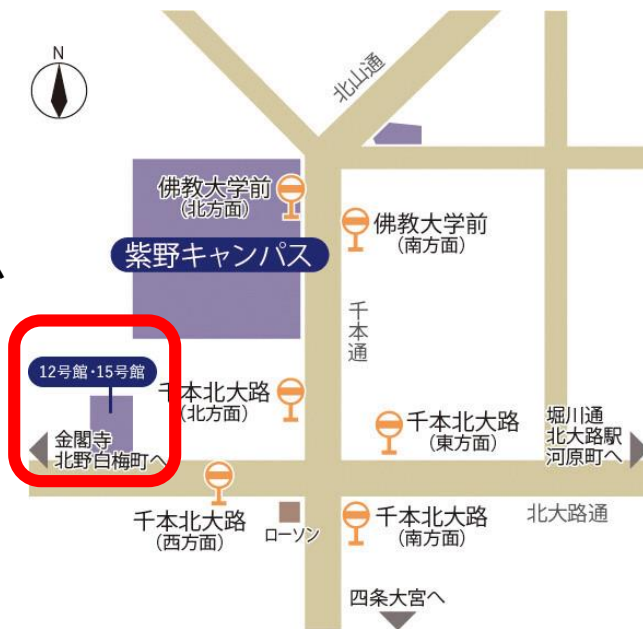 N
北山通
佛教大学前
(北方面)
佛教大学前
(南方面)
紫野キャンパス
千本通
12号館・15号館
千本北大路
(北方面)
千本北大路
(東方面)
堀川通
北大路駅
河原町へ
金閣寺
北野白梅町へ
千本北大路
(西方面)
ローソン
千本北大路
(南方面)
北大路通
四条大宮へ